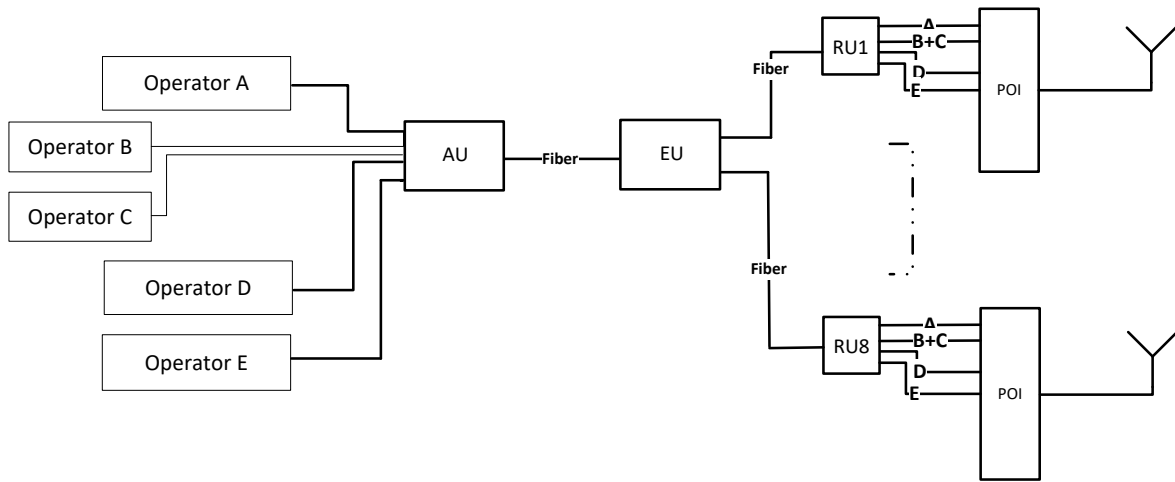 Operator A
Operator B
Operator C
Operator D
Operator E
AU
Fiber
EU
Fiber
Fiber
RU1
A
B+C
D
E
POI
RU8
A
B+C
D
E
POI